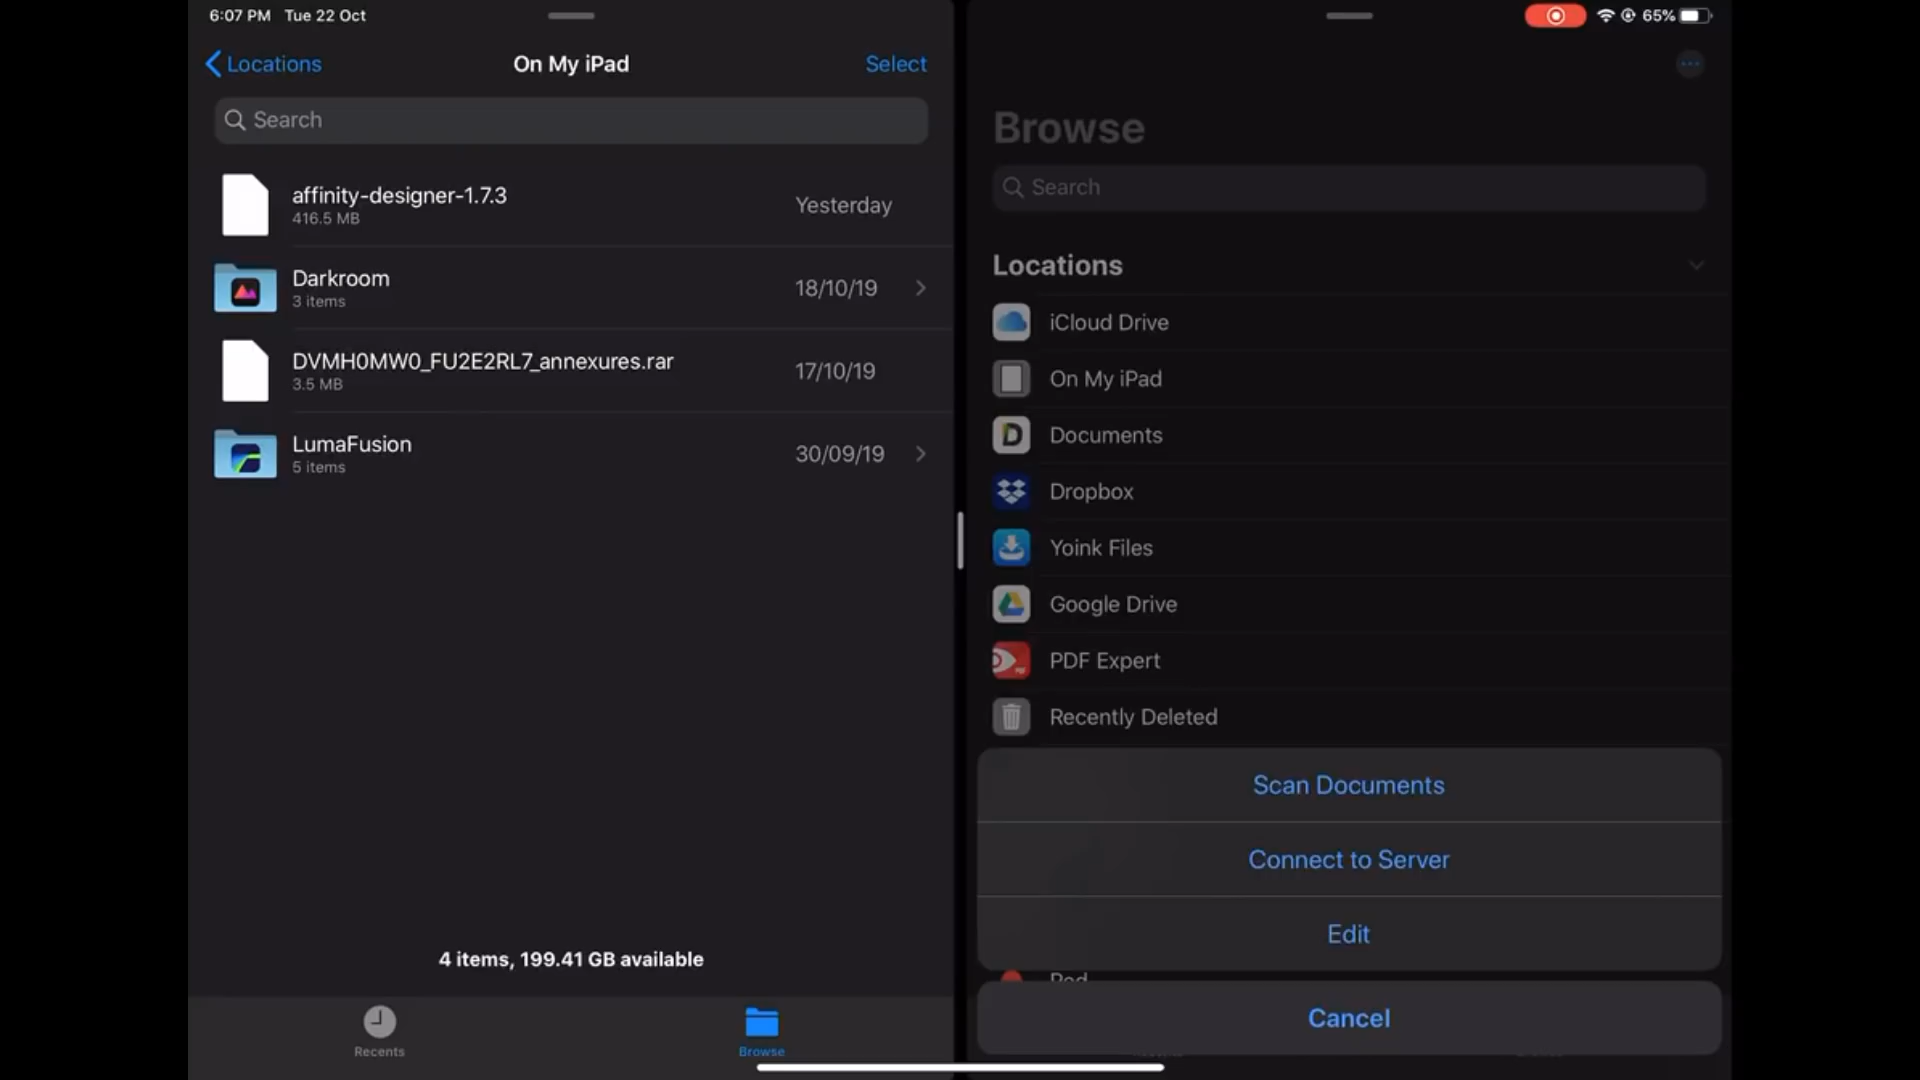 6:07 PM Tue 22 Oct
65%
Locations
On My iPad
Select
Search
affinity-designer-1.7.3
416.5 MB
Yesterday
Darkroom
3 items
18/10/19
DVMH0MW0_FU2E2RL7_annexures.rar
3.5 MB
17/10/19
LumaFusion
5 items
30/09/19
4 items, 199.41 GB available
Recents
Browse
Browse
Search
Locations
iCloud Drive
On My iPad
Documents
Dropbox
Yoink Files
Google Drive
PDF Expert
Recently Deleted
Scan Documents
Connect to Server
Edit
Red
Cancel